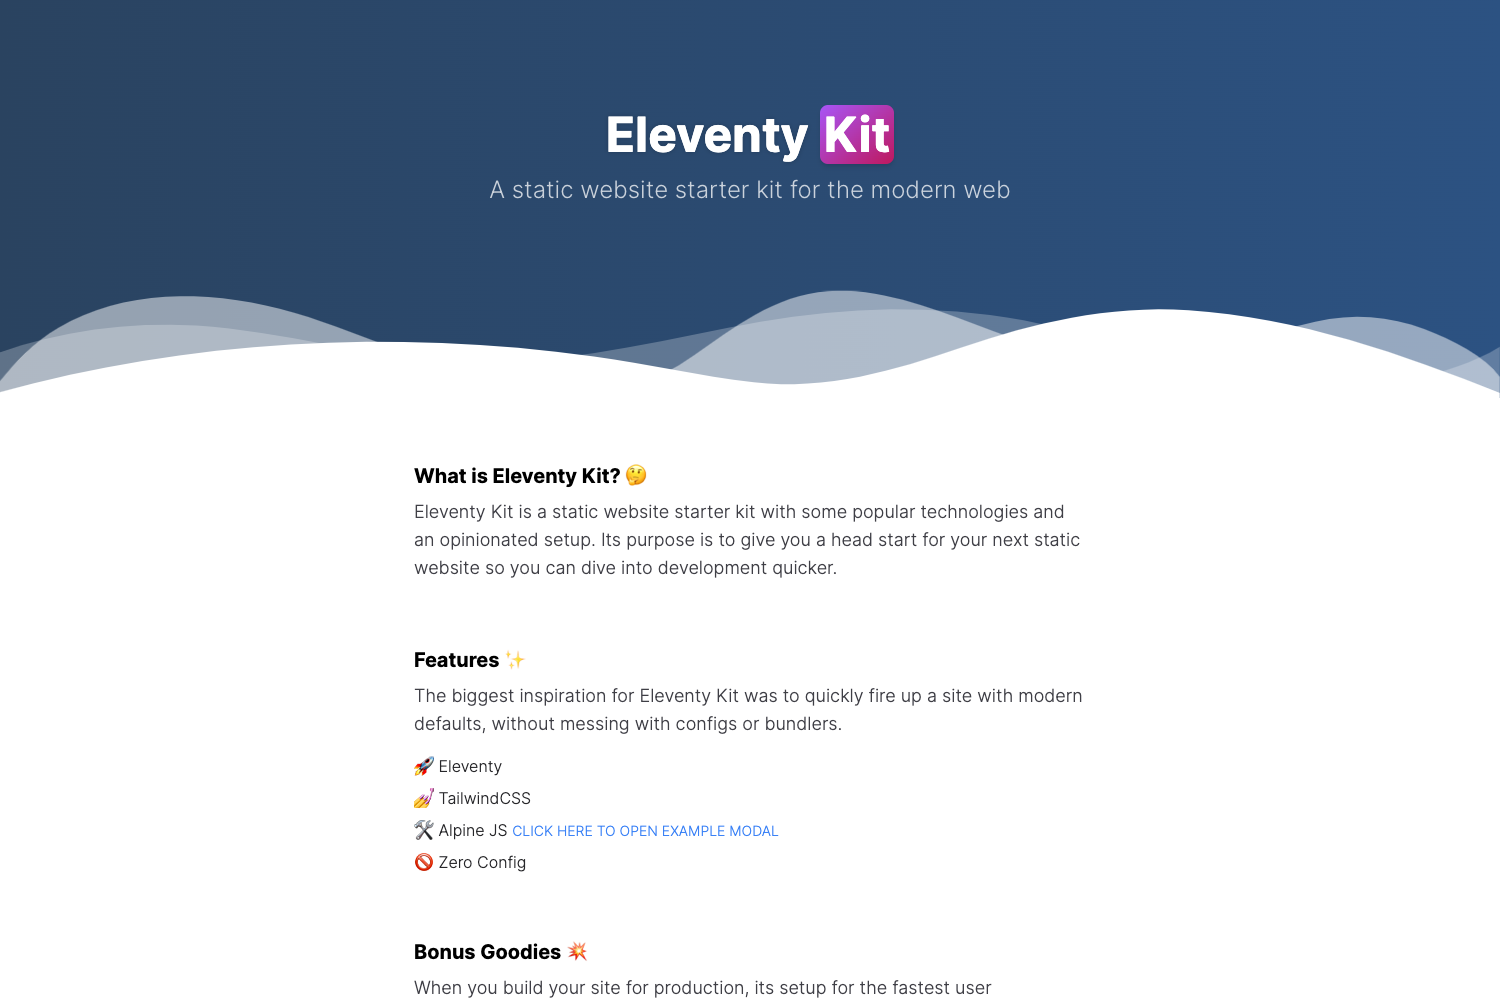 Eleventy Kit
A static website starter kit for the modern web
What is Eleventy Kit? 🤔
Eleventy Kit is a static website starter kit with some popular technologies and
an opinionated setup. Its purpose is to give you a head start for your next static
website so you can dive into development quicker.
Features ✨
The biggest inspiration for Eleventy Kit was to quickly fire up a site with modern
defaults, without messing with configs or bundlers.
🚀 Eleventy
💅 TailwindCSS
🛠 Alpine JS CLICK HERE TO OPEN EXAMPLE MODAL
🚫 Zero Config
Bonus Goodies 💥
When you build your site for production, its setup for the fastest user